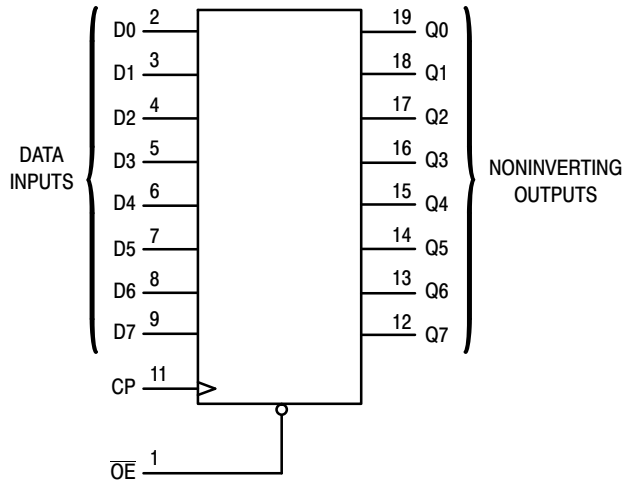 D0 2
D1 3
D2 4
D3 5
D4 6
D5 7
D6 8
D7 9
DATA
INPUTS
CP 11
OE 1
19 Q0
18 Q1
17 Q2
16 Q3
15 Q4
14 Q5
13 Q6
12 Q7
NONINVERTING
OUTPUTS